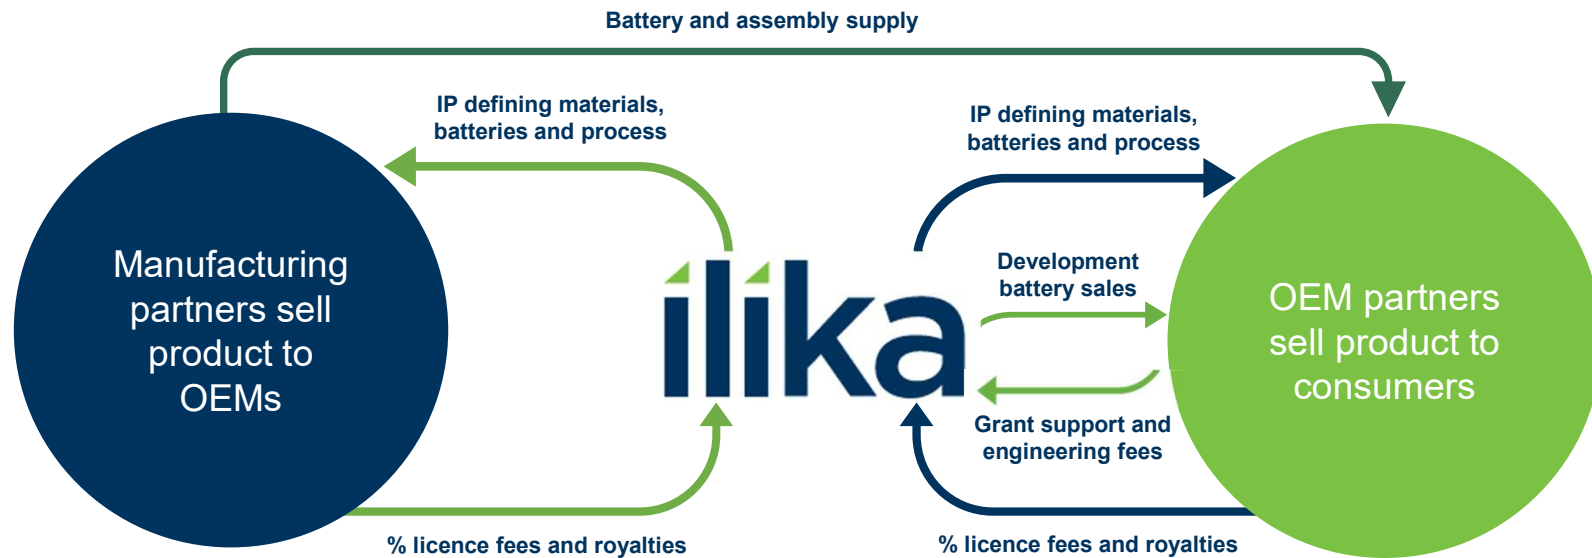 Battery and assembly supply
IP defining materials,
batteries and process
IP defining materials,
batteries and process
Manufacturing
partners sell
product to
OEMs
ilika
Development
battery sales
OEM partners
sell product to
consumers
Grant support and
engineering fees
% licence fees and royalties
% licence fees and royalties